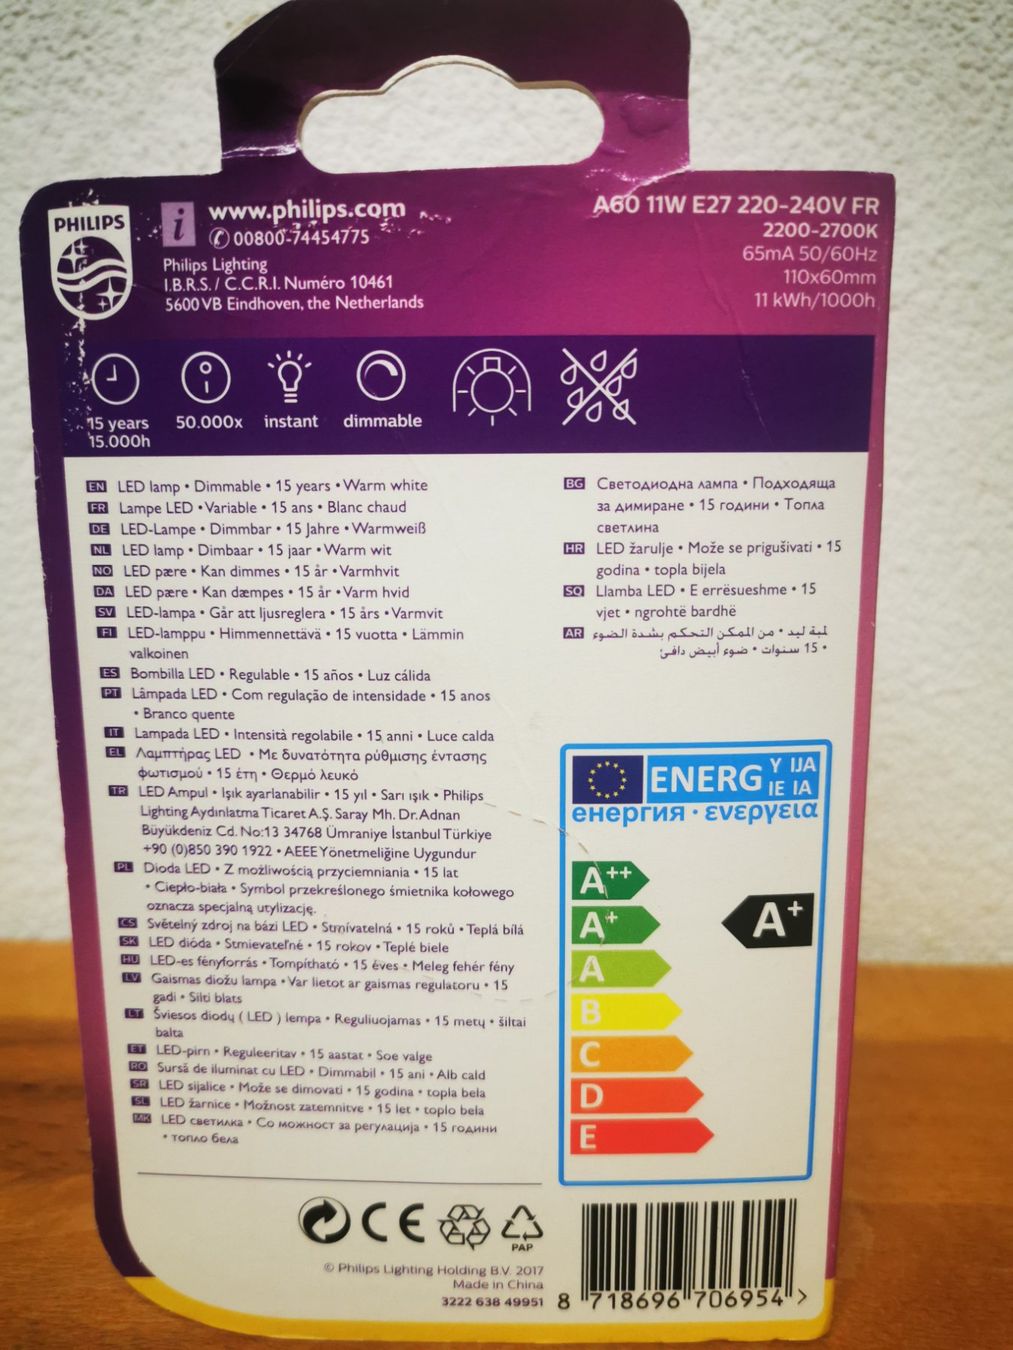 PHILIPS
i
www.philips.com
✆ 00800-74454775
Philips Lighting
I.B.R.S. / C.C.R.I. Numéro 10461
5600 VB Eindhoven, the Netherlands
A60 11W E27 220-240V FR
2200-2700K
65mA 50/60Hz
110x60mm
11 kWh/1000h
15 years
15.000h
50.000x
instant
dimmable
EN LED lamp • Dimmable • 15 years • Warm white
FR Lampe LED • Variable • 15 ans • Blanc chaud
DE LED-Lampe • Dimmbar • 15 Jahre • Warmweiß
NL LED lamp • Dimbaar • 15 jaar • Warm wit
NO LED pære • Kan dimmes • 15 år • Varmhvit
DA LED pære • Kan dæmpes • 15 år • Varm hvid
SV LED-lampa • Går att ljusreglera • 15 års • Varmvit
FI LED-lamppu • Himmennettävä • 15 vuotta • Lämmin
valkoinen
ES Bombilla LED • Regulable • 15 años • Luz cálida
PT Lâmpada LED • Com regulação de intensidade • 15 anos
• Branco quente
IT Lampada LED • Intensità regolabile • 15 anni • Luce calda
EL Λαμπτήρας LED • Με δυνατότητα ρύθμισης έντασης
φωτισμού • 15 έτη • Θερμό λευκό
TR LED Ampul • Işık ayarlanabilir • 15 yıl • Sarı ışık • Philips
Lighting Aydınlatma Ticaret A.Ş. Saray Mh. Dr. Adnan
Büyükdeniz Cd. No:13 34768 Ümraniye İstanbul Türkiye
+90 (0)850 390 1922 • AEEE Yönetmeliğine Uygundur
PL Dioda LED • Z możliwością przyciemniania • 15 lat
• Ciepło-biała • Symbol przekreślonego śmietnika kołowego
oznacza specjalną utylizację.
CS Světelný zdroj na bázi LED • Stmívatelná • 15 roků • Teplá bílá
SK LED dióda • Stmievateľné • 15 rokov • Teplé biele
HU LED-es fényforrás • Tompítható • 15 éves • Meleg fehér fény
LV Gaismas diožu lampa • Var lietot ar gaismas regulatoru • 15
gadi • Silti blats
LT Šviesos diodų ( LED ) lempa • Reguliuojamas • 15 metų • šiltai
balta
ET LED-pirn • Reguleeritav • 15 aastat • Soe valge
RO Sursă de iluminat cu LED • Dimmabil • 15 ani • Alb cald
SR LED sijalice • Može se dimovati • 15 godina • topla bela
SL LED žarnice • Možnost zatemnitve • 15 let • toplo bela
MK LED светилка • Со можност за регулација • 15 години
• топло бела
BG Светодиодна лампа • Подходяща
за димиране • 15 години • Топла
светлина
HR LED žarulje • Može se prigušivati • 15
godina • topla bijela
SQ Llamba LED • E errësueshme • 15
vjet • ngrohtë bardhë
AR لمبة ليد • من الممكن التحكم بشدة الضوء
• 15 سنوات • ضوء أبيض دافئ
ENERG Y IJA
IE IA
енергия · ενεργεια
A++
A+
A
B
C
D
E
A+
CE
PAP
© Philips Lighting Holding B.V. 2017
Made in China
3222 638 49951
8 718696 706954 >